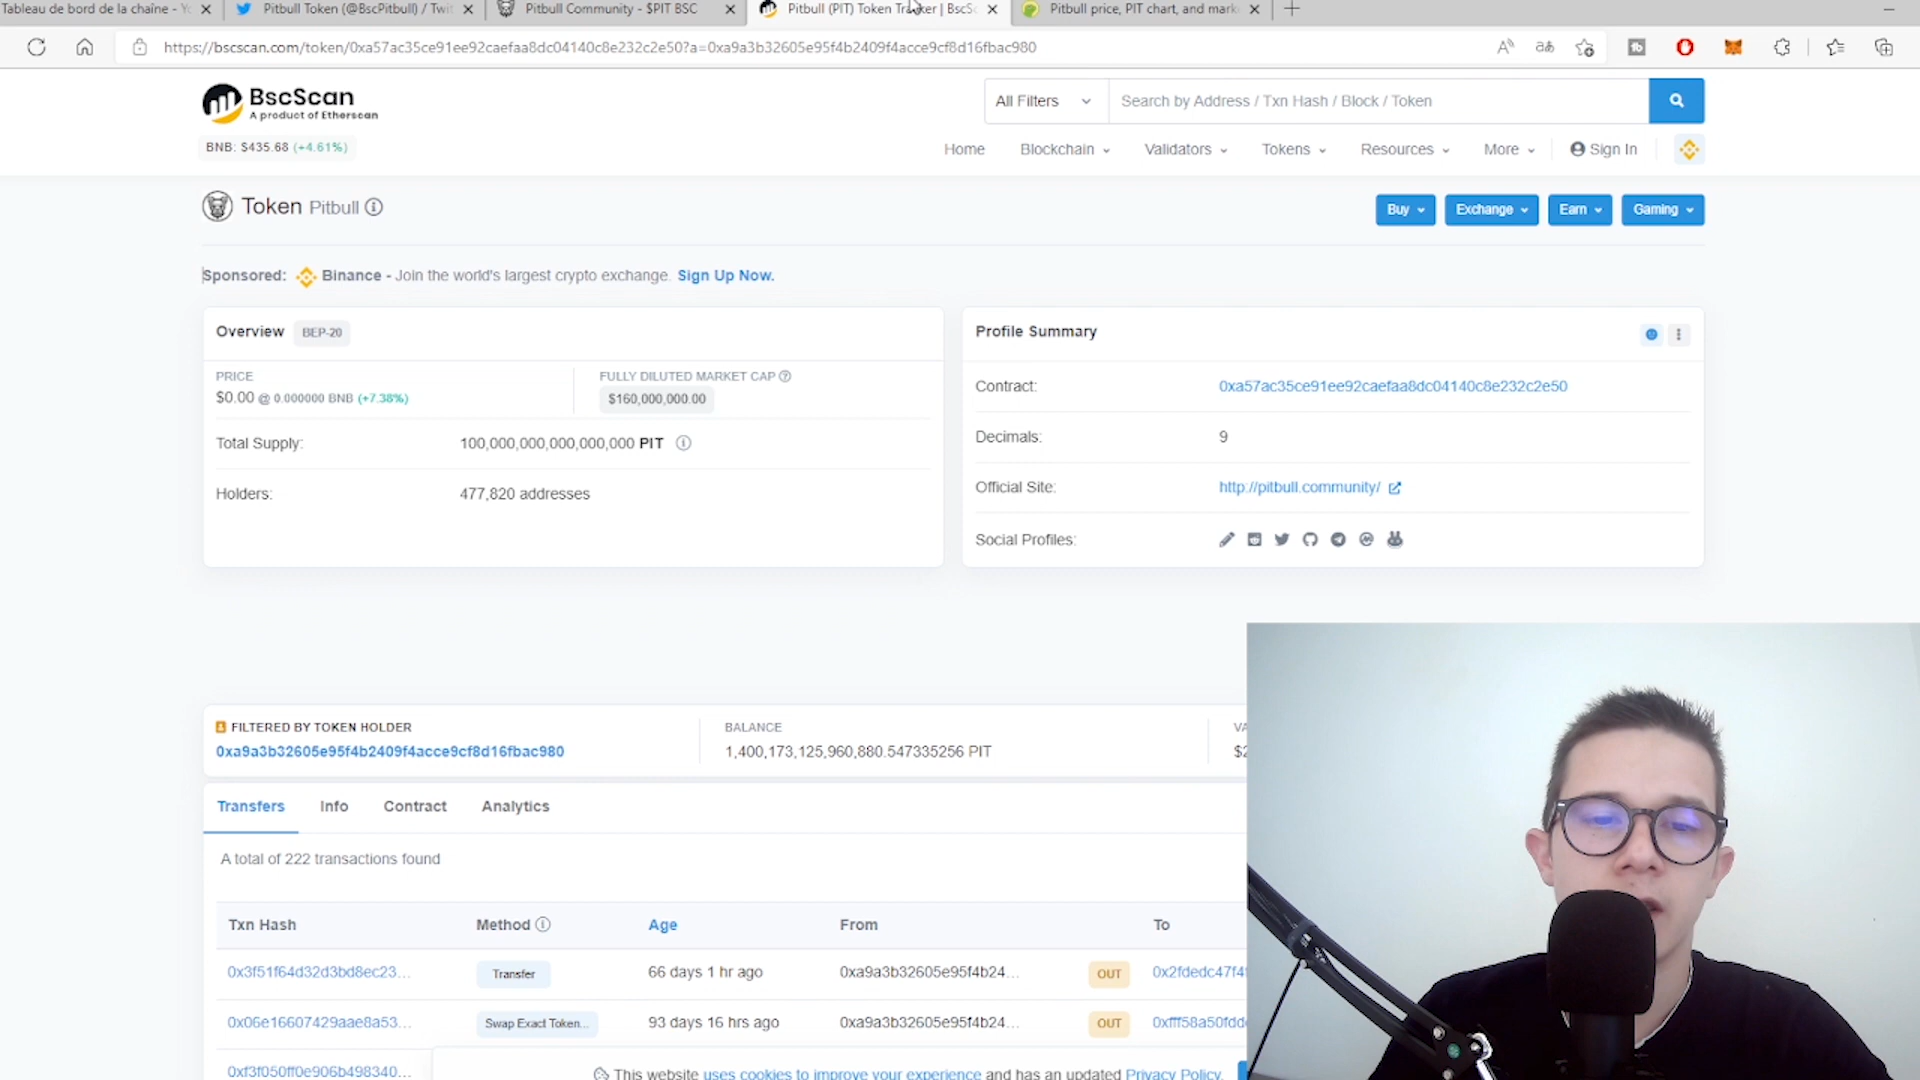 Tableau de bord de la chaîne - Yo
Pitbull Token (@BscPitbull) / Twit
Pitbull Community - $PIT BSC
Pitbull (PIT) Token Tracker | BscSc
Pitbull price, PIT chart, and mark
https://bscscan.com/token/0xa57ac35ce91ee92caefaa8dc04140c8e232c2e50?a=0xa9a3b32605e95f4b2409f4acce9cf8d16fbac980
BscScan
A product of Etherscan
All Filters
Search by Address / Txn Hash / Block / Token
BNB: $435.68 (+4.61%)
Home Blockchain Validators Tokens Resources More Sign In
Token Pitbull
Buy Exchange Earn Gaming
Sponsored: Binance - Join the world's largest crypto exchange. Sign Up Now.
Overview BEP-20
PRICE
$0.00 @ 0.000000 BNB (+7.38%)
FULLY DILUTED MARKET CAP
$160,000,000.00
Total Supply: 100,000,000,000,000,000 PIT
Holders: 477,820 addresses
Profile Summary
Contract: 0xa57ac35ce91ee92caefaa8dc04140c8e232c2e50
Decimals: 9
Official Site: http://pitbull.community/
Social Profiles:
FILTERED BY TOKEN HOLDER
0xa9a3b32605e95f4b2409f4acce9cf8d16fbac980
BALANCE
1,400,173,125,960,880.547335256 PIT
VA
$2
Transfers Info Contract Analytics
A total of 222 transactions found
Txn Hash Method Age From To
0x3f51f64d32d3bd8ec23... Transfer 66 days 1 hr ago 0xa9a3b32605e95f4b24... OUT 0x2fdedc47f4f
0x06e16607429aae8a53... Swap Exact Token... 93 days 16 hrs ago 0xa9a3b32605e95f4b24... OUT 0xfff58a50fdd
0xf3f050ff0e906b498340...
This website uses cookies to improve your experience and has an updated Privacy Policy.